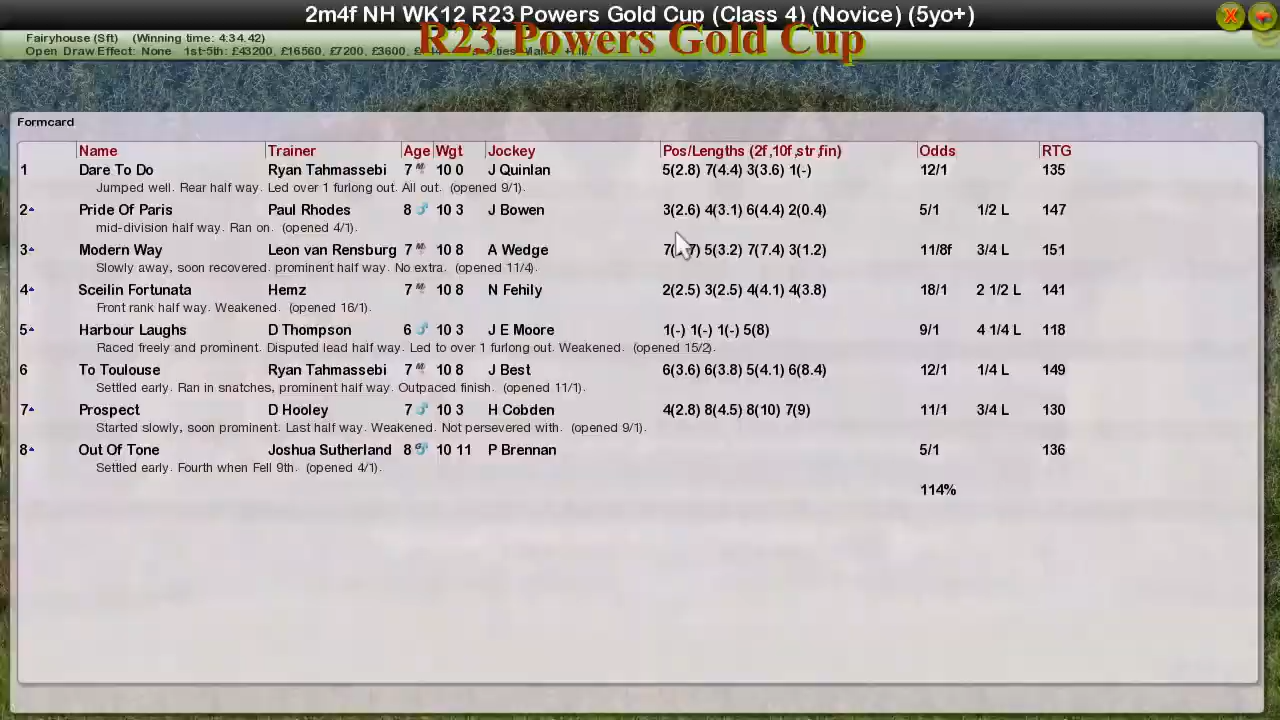 2m4f NH WK12 R23 Powers Gold Cup (Class 4) (Novice) (5yo+)
R23 Powers Gold Cup
Fairyhouse (Sft) (Winning time: 4:34.42)
Open Draw Effect: None 1st-5th: £43200, £16560, £7200, £3600,
Formcard
Name Trainer Age Wgt Jockey Pos/Lengths (2f,10f,str,fin) Odds RTG
1 Dare To Do Ryan Tahmassebi 7 10 0 J Quinlan 5(2.8) 7(4.4) 3(3.6) 1(-) 12/1 135
Jumped well. Rear half way. Led over 1 furlong out. All out. (opened 9/1).
2 Pride Of Paris Paul Rhodes 8 10 3 J Bowen 3(2.6) 4(3.1) 6(4.4) 2(0.4) 5/1 1/2 L 147
mid-division half way. Ran on. (opened 4/1).
3 Modern Way Leon van Rensburg 7 10 8 A Wedge 5(3.2) 7(7.4) 3(1.2) 11/8f 3/4 L 151
Slowly away, soon recovered. prominent half way. No extra. (opened 11/4).
4 Sceilin Fortunata Hemz 7 10 8 N Fehily 2(2.5) 3(2.5) 4(4.1) 4(3.8) 18/1 2 1/2 L 141
Front rank half way. Weakened. (opened 16/1).
5 Harbour Laughs D Thompson 6 10 3 J E Moore 1(-) 1(-) 1(-) 5(8) 9/1 4 1/4 L 118
Raced freely and prominent. Disputed lead half way. Led to over 1 furlong out. Weakened. (opened 15/2).
6 To Toulouse Ryan Tahmassebi 7 10 8 J Best 6(3.6) 6(3.8) 5(4.1) 6(8.4) 12/1 1/4 L 149
Settled early. Ran in snatches, prominent half way. Outpaced finish. (opened 11/1).
7 Prospect D Hooley 7 10 3 H Cobden 4(2.8) 8(4.5) 8(10) 7(9) 11/1 3/4 L 130
Started slowly, soon prominent. Last half way. Weakened. Not persevered with. (opened 9/1).
8 Out Of Tone Joshua Sutherland 8 10 11 P Brennan 5/1 136
Settled early. Fourth when Fell 9th. (opened 4/1).
114%